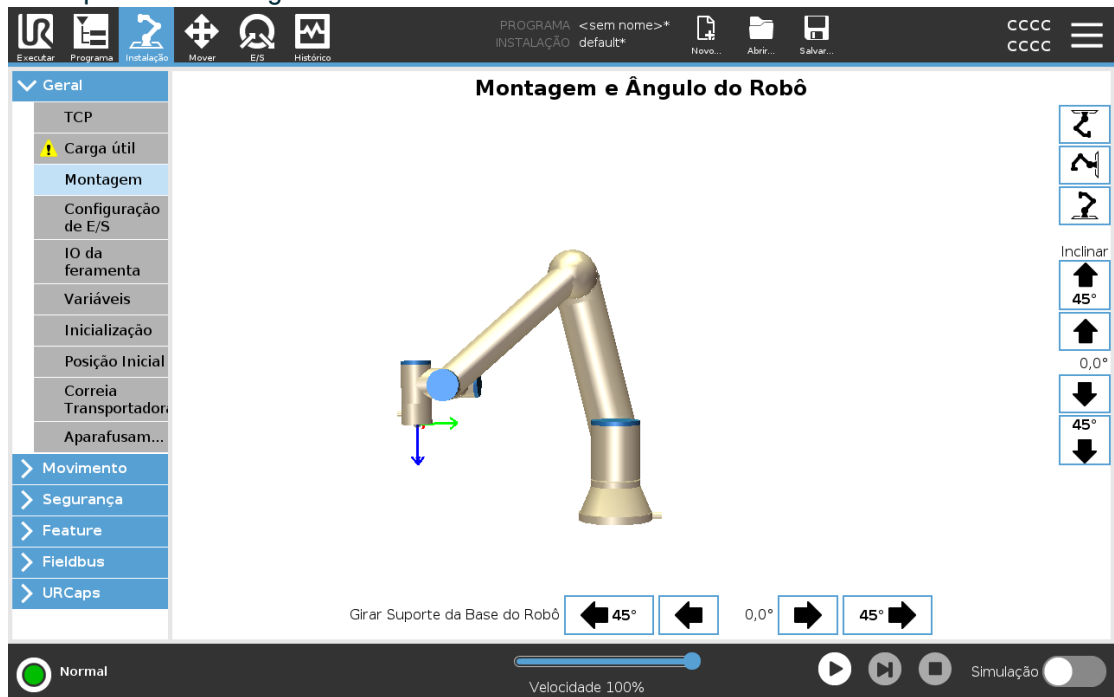 PROGRAMA <sem nome>*
INSTALAÇÃO default*
Executar Programa Instalação Mover E/S Histórico
Novo... Abrir... Salvar...
CCCC
CCCC
Geral
TCP
Carga útil
Montagem
Configuração
de E/S
IO da
feramenta
Variáveis
Inicialização
Posição Inicial
Correia
Transportadora
Aparafusam...
Movimento
Segurança
Feature
Fieldbus
URCaps
Montagem e Ângulo do Robô
Inclinar
45°
0,0°
45°
Girar Suporte da Base do Robô 45° 0,0° 45°
Normal
Velocidade 100%
Simulação